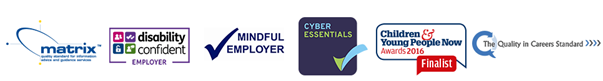 matrix™
quality standard for information
advice and guidance services
disability
confident
EMPLOYER
MINDFUL
EMPLOYER
CYBER
ESSENTIALS
Children &
Young People Now
Awards 2016
Finalist
The Quality in Careers Standard